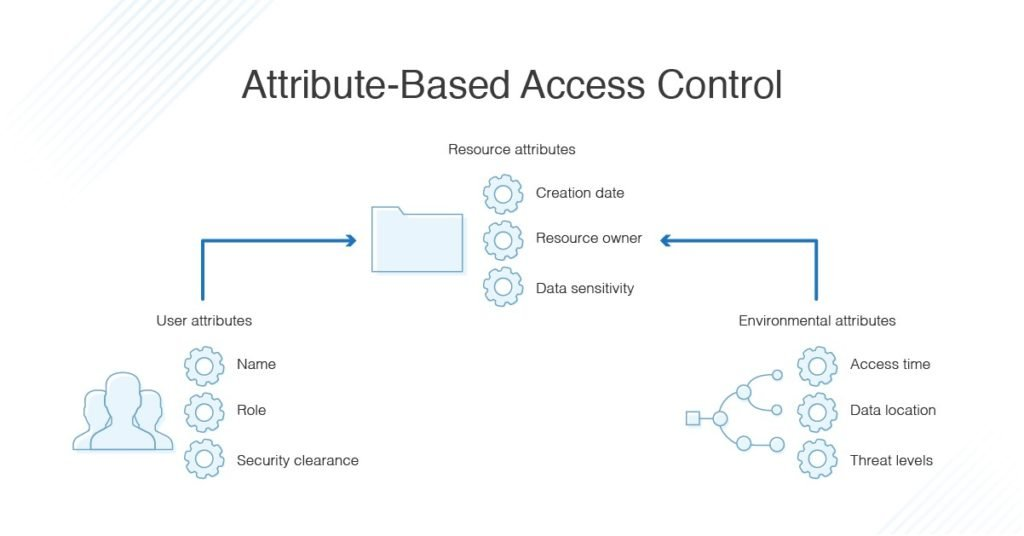 Attribute-Based Access Control
Resource attributes
Creation date
Resource owner
Data sensitivity
User attributes
Name
Role
Security clearance
Environmental attributes
Access time
Data location
Threat levels